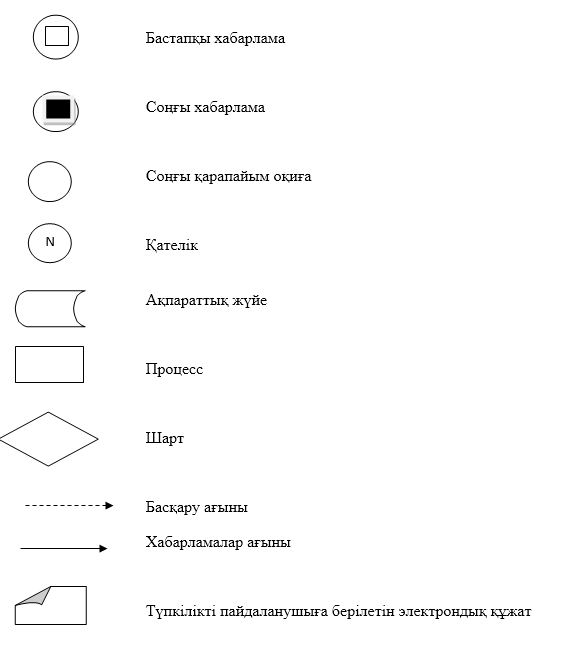 Бастапқы хабарлама
Соңғы хабарлама
Соңғы қарапайым оқиға
N
Қателік
Ақпараттық жүйе
Процесс
Шарт
Басқару ағыны
Хабарламалар ағыны
Түпкілікті пайдаланушыға берілетін электрондық құжат